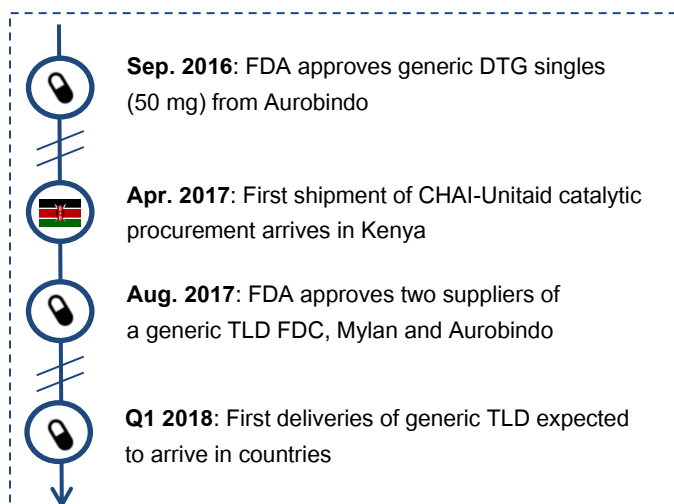 Sep. 2016: FDA approves generic DTG singles
(50 mg) from Aurobindo
Apr. 2017: First shipment of CHAI-Unitaid catalytic
procurement arrives in Kenya
Aug. 2017: FDA approves two suppliers of
a generic TLD FDC, Mylan and Aurobindo
Q1 2018: First deliveries of generic TLD expected
to arrive in countries